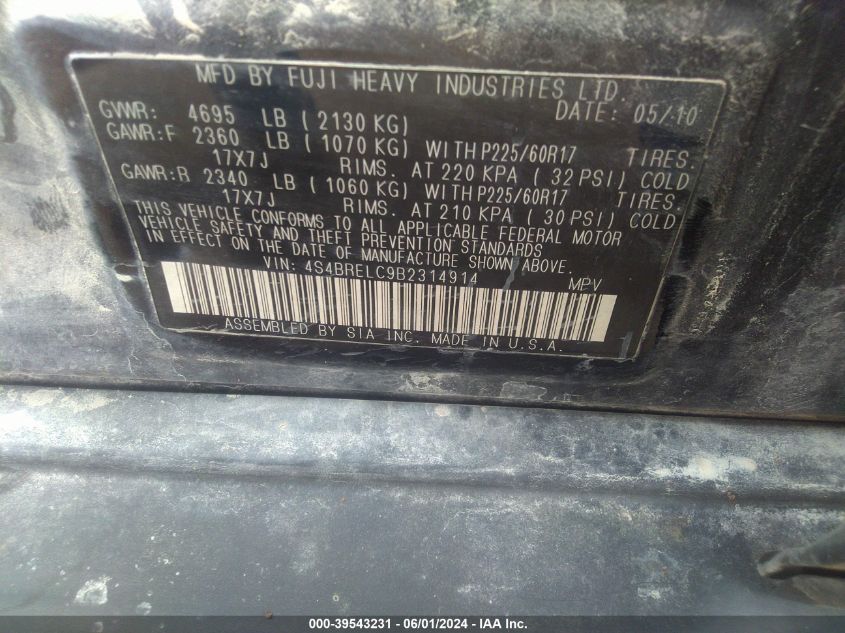 MFD BY FUJI HEAVY INDUSTRIES LTD.
DATE: 05/10
GVWR: 4695 LB (2130 KG)
GAWR:F 2360 LB (1070 KG) WITH P225/60R17 TIRES.
17X7J RIMS. AT 220 KPA (32 PSI) COLD
GAWR:R 2340 LB (1060 KG) WITH P225/60R17 TIRES.
17X7J RIMS. AT 210 KPA (30 PSI) COLD
THIS VEHICLE CONFORMS TO ALL APPLICABLE FEDERAL MOTOR
VEHICLE SAFETY AND THEFT PREVENTION STANDARDS
IN EFFECT ON THE DATE OF MANUFACTURE SHOWN ABOVE.
VIN: 4S4BRELC9B2314914 MPV
ASSEMBLED BY SIA INC. MADE IN U.S.A.
000-39543231 - 06/01/2024 - IAA Inc.